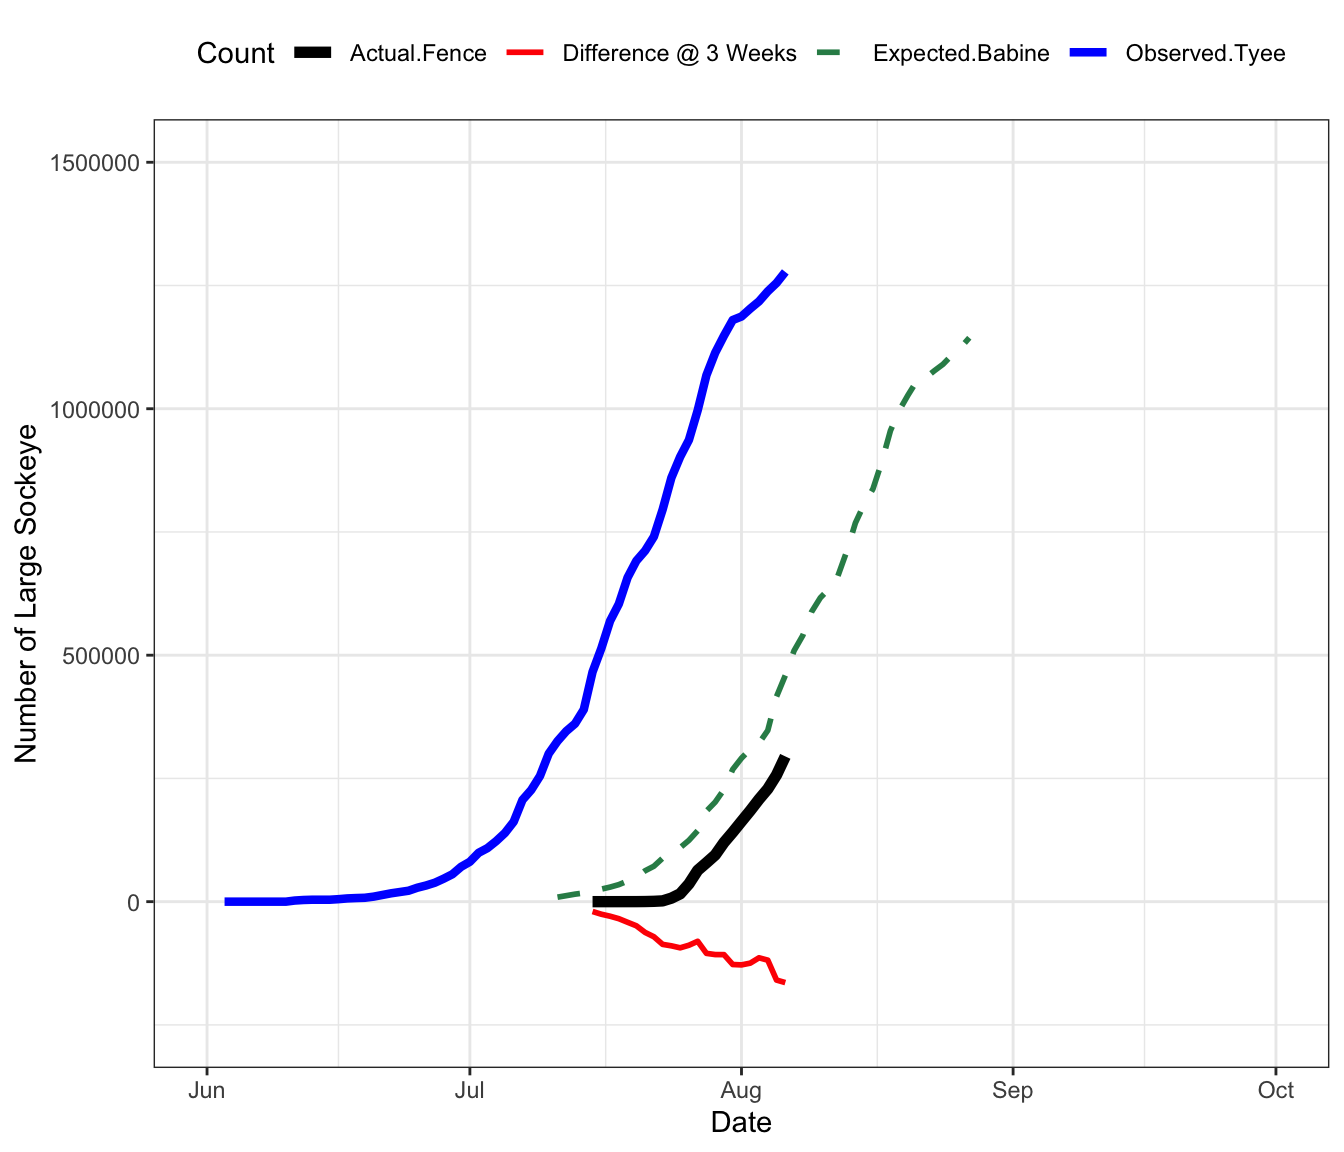 Count Actual.Fence Difference @ 3 Weeks Expected.Babine Observed.Tyee
1500000
1000000
500000
0
Number of Large Sockeye
Jun Jul Aug Sep Oct
Date